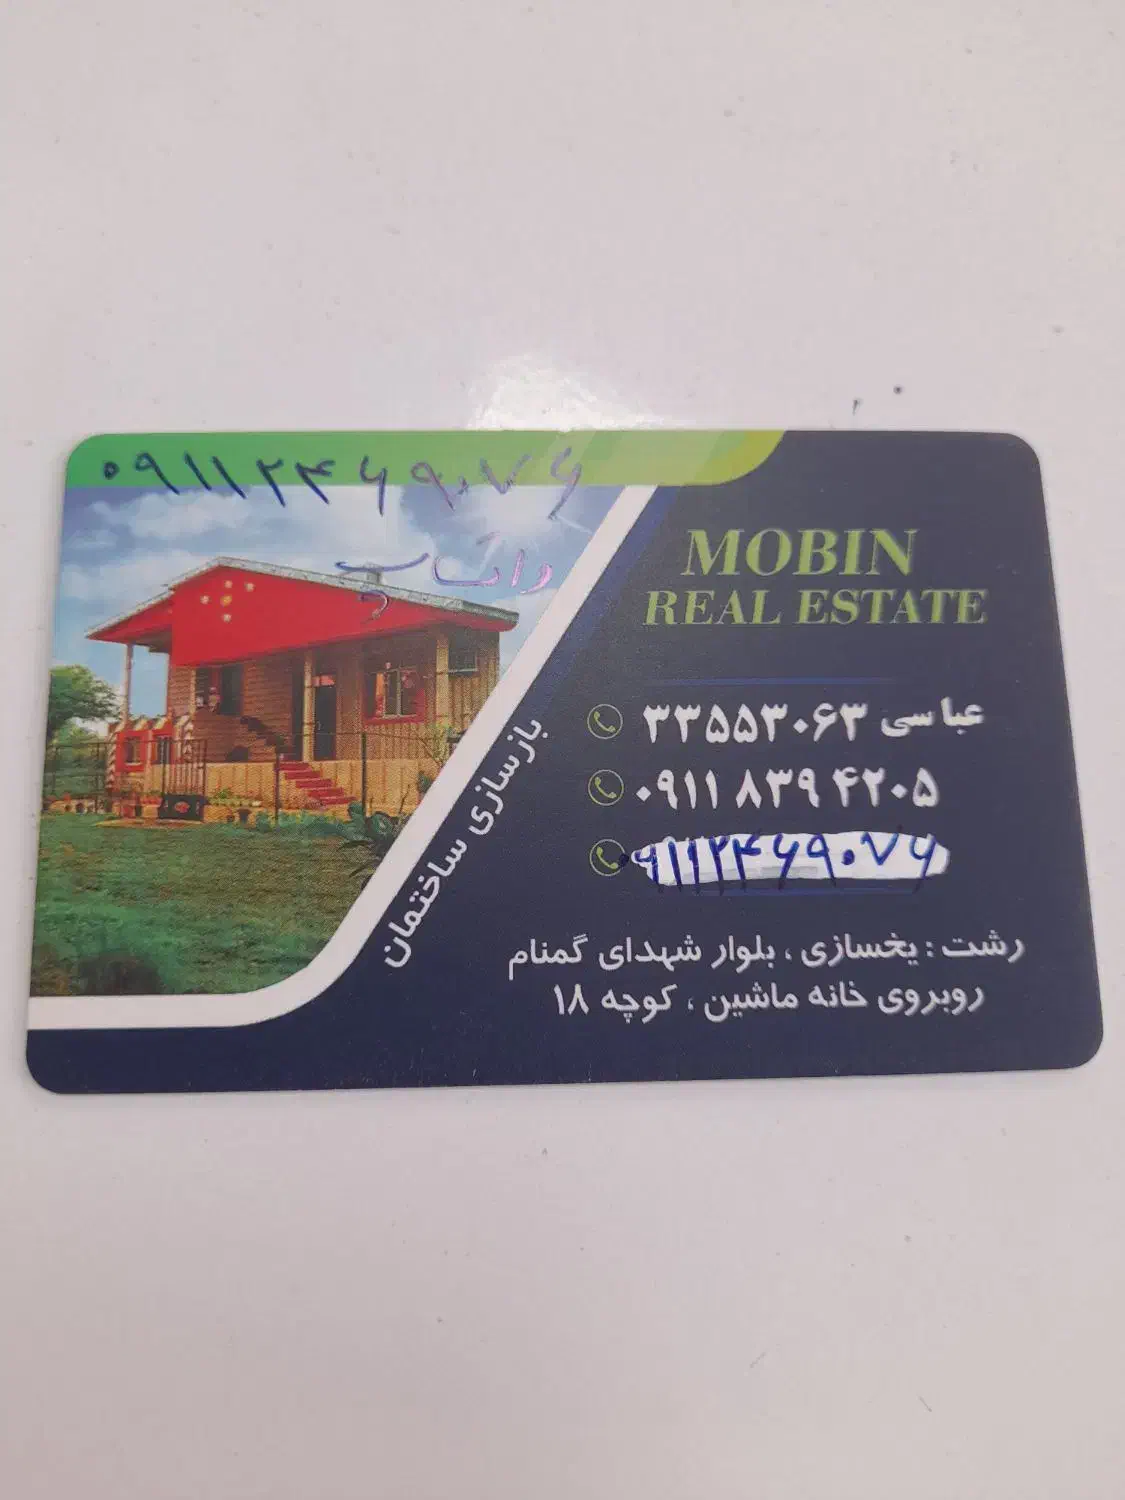 ۰۹۱۱۲۴۶۹۰۷۶
واتساپ
MOBIN
REAL ESTATE
عباسی ۳۳۵۵۳۰۶۳
۰۹۱۱ ۸۳۹ ۴۲۰۵
۰۹۱۱۲۴۶۹۰۷۶
بازسازی ساختمان
رشت : یخسازی ، بلوار شهدای گمنام
روبروی خانه ماشین ، کوچه ۱۸